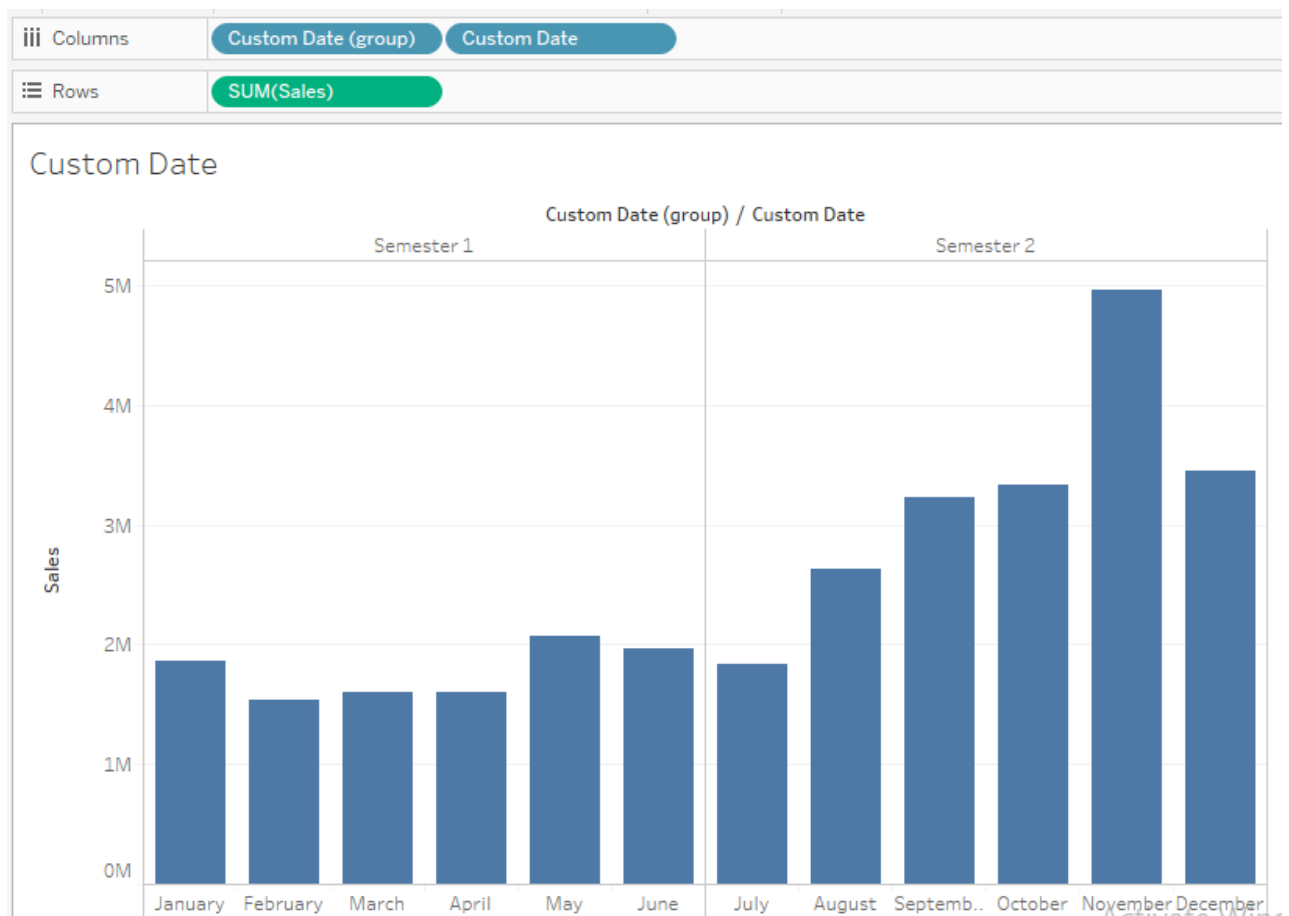 Columns Custom Date (group) Custom Date
Rows SUM(Sales)
Custom Date
Custom Date (group) / Custom Date
Semester 1 Semester 2
5M
4M
3M
2M
1M
0M
Sales
January February March April May June July August Septemb.. October November December